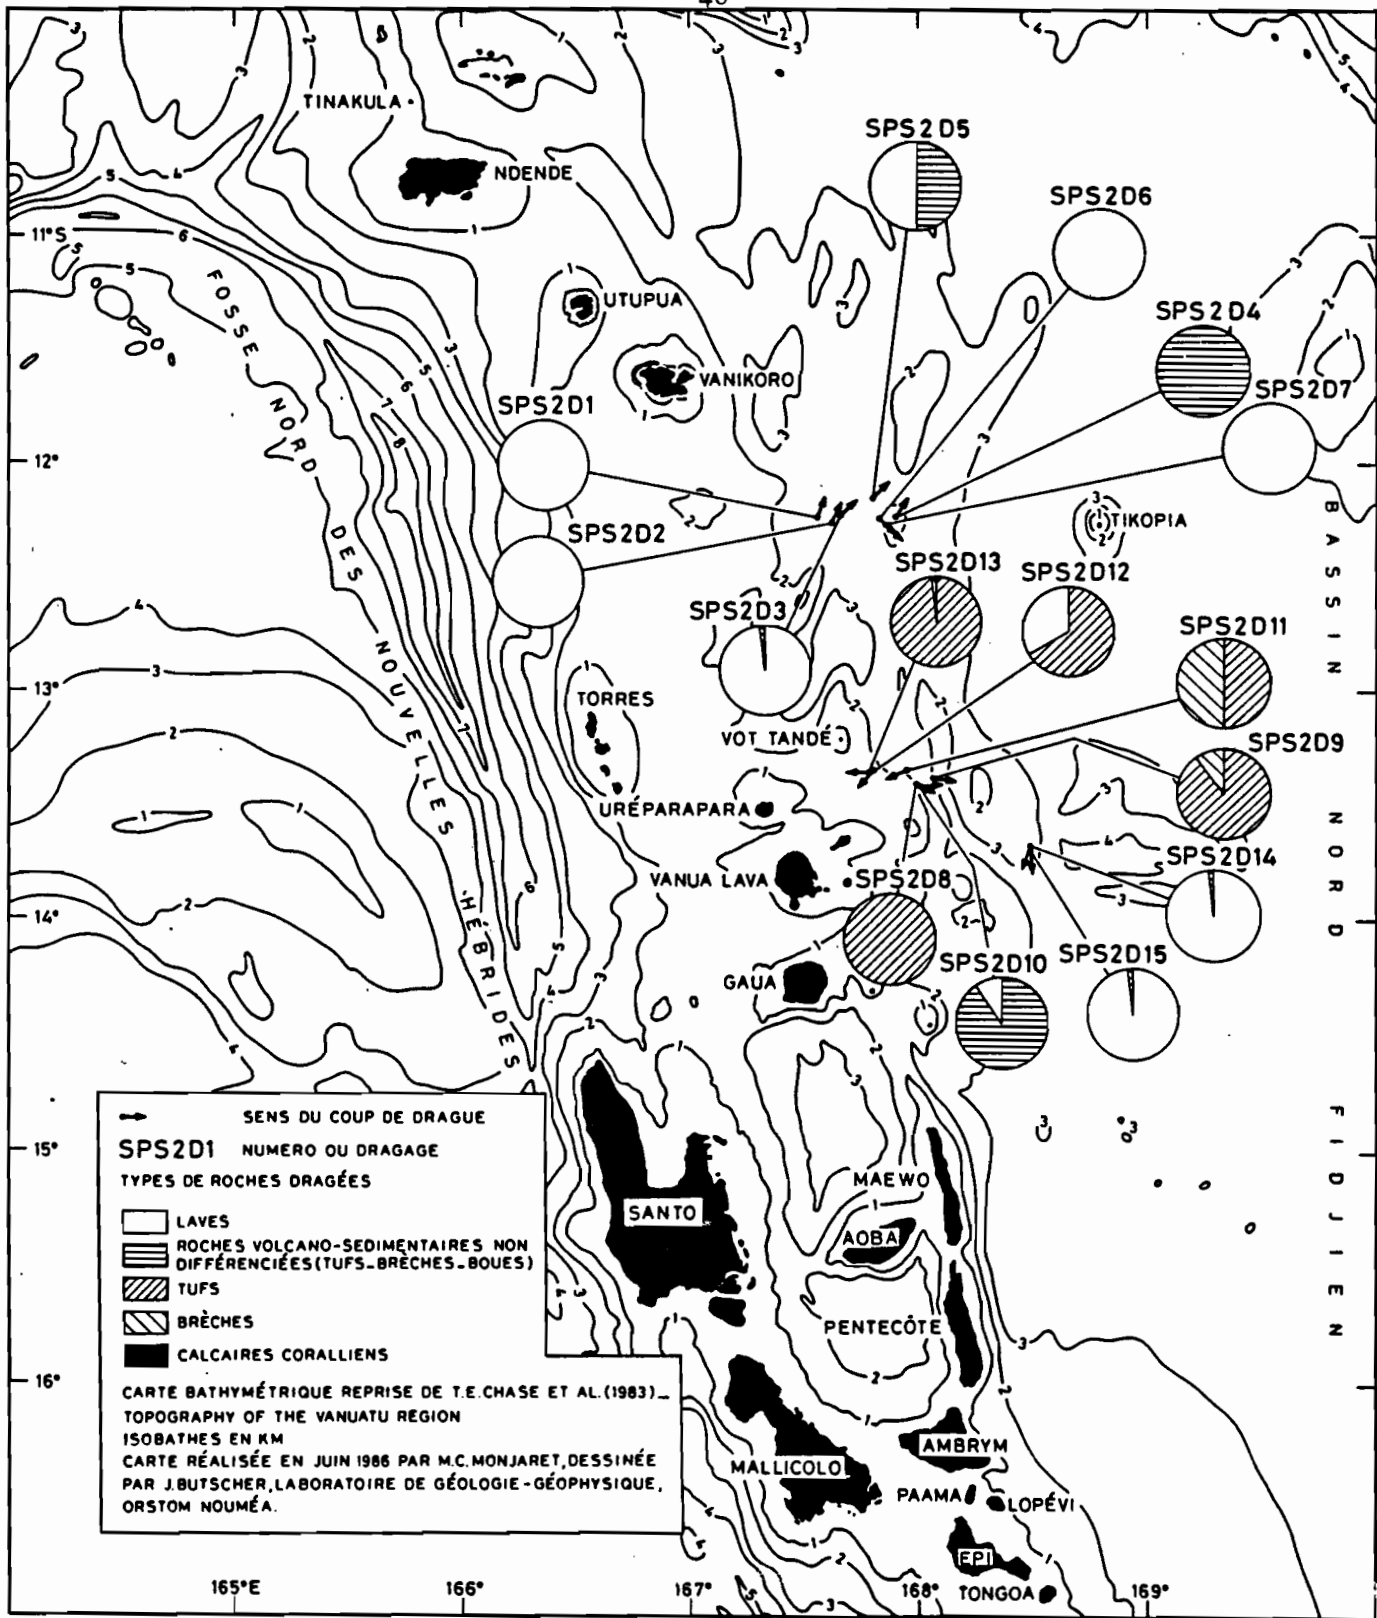 TINAKULA
NDENDE
SPS2D5
SPS2D6
11°S
UTUPUA
SPS2D4
VANIKORO
SPS2D7
SPS2D1
12°
SPS2D2
TIKOPIA
SPS2D13
SPS2D12
SPS2D3
SPS2D11
13°
TORRES
VOT TANDÉ
SPS2D9
URÉPARAPARA
SPS2D14
VANUA LAVA
SPS2D8
14°
GAUA
SPS2D10
SPS2D15
FOSSE NORD DES NOUVELLES HÉBRIDES
BASSIN NORD FIDJIEN
15°
MAEWO
SANTO
AOBA
PENTECÔTE
16°
AMBRYM
MALLICOLO
PAAMA
LOPÉVI
EPI
TONGOA
165°E
166°
167°
168°
169°
SENS DU COUP DE DRAGUE
SPS2D1 NUMERO OU DRAGAGE
TYPES DE ROCHES DRAGÉES
LAVES
ROCHES VOLCANO-SEDIMENTAIRES NON
DIFFÉRENCIÉES (TUFS_BRÈCHES_BOUES)
TUFS
BRÈCHES
CALCAIRES CORALLIENS
CARTE BATHYMÉTRIQUE REPRISE DE T.E.CHASE ET AL.(1983)_
TOPOGRAPHY OF THE VANUATU REGION
ISOBATHES EN KM
CARTE RÉALISÉE EN JUIN 1986 PAR M.C.MONJARET, DESSINÉE
PAR J.BUTSCHER, LABORATOIRE DE GÉOLOGIE-GÉOPHYSIQUE,
ORSTOM NOUMÉA.